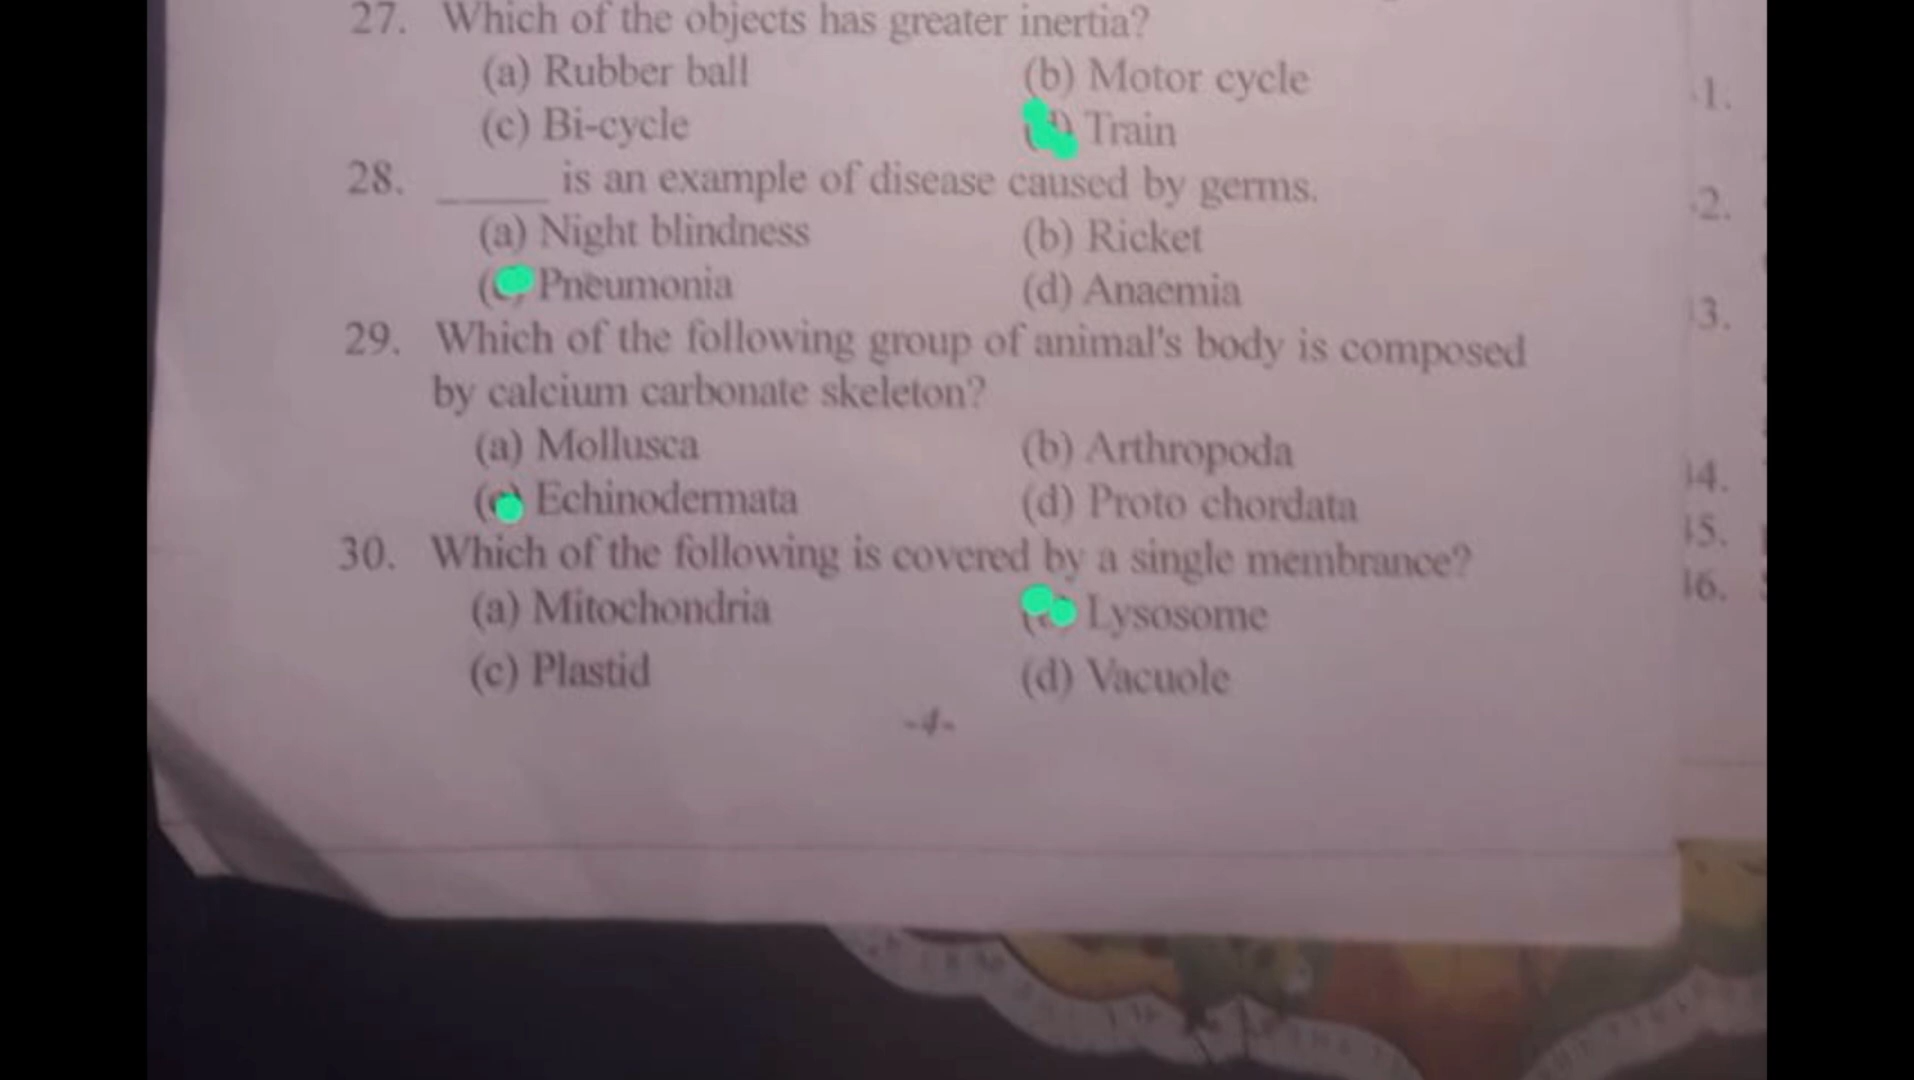 27. Which of the objects has greater inertia?
(a) Rubber ball (b) Motor cycle
(c) Bi-cycle Train
28. _____ is an example of disease caused by germs.
(a) Night blindness (b) Ricket
Pneumonia (d) Anaemia
29. Which of the following group of animal's body is composed
by calcium carbonate skeleton?
(a) Mollusca (b) Arthropoda
Echinodermata (d) Proto chordata
30. Which of the following is covered by a single membrance?
(a) Mitochondria Lysosome
(c) Plastid (d) Vacuole
-4-
1.
2.
3.
14.
15.
16.